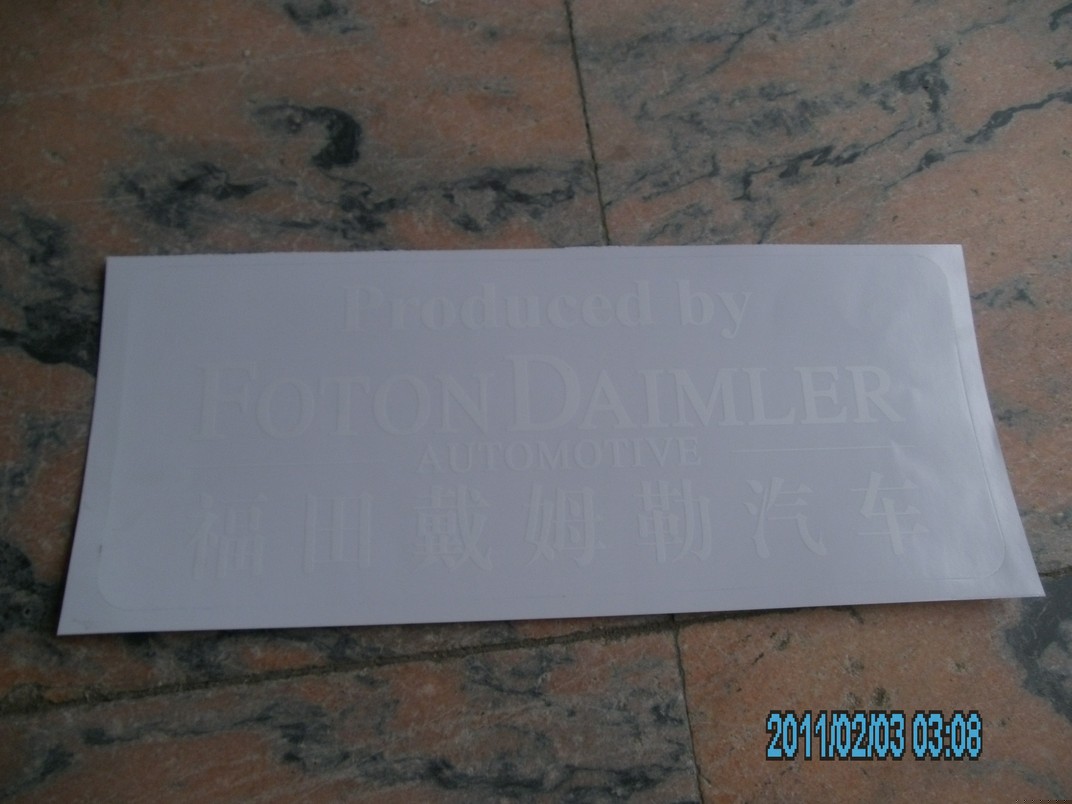 Produced by
FOTON DAIMLER
AUTOMOTIVE
福田戴姆勒汽车
2011/02/03 03:08